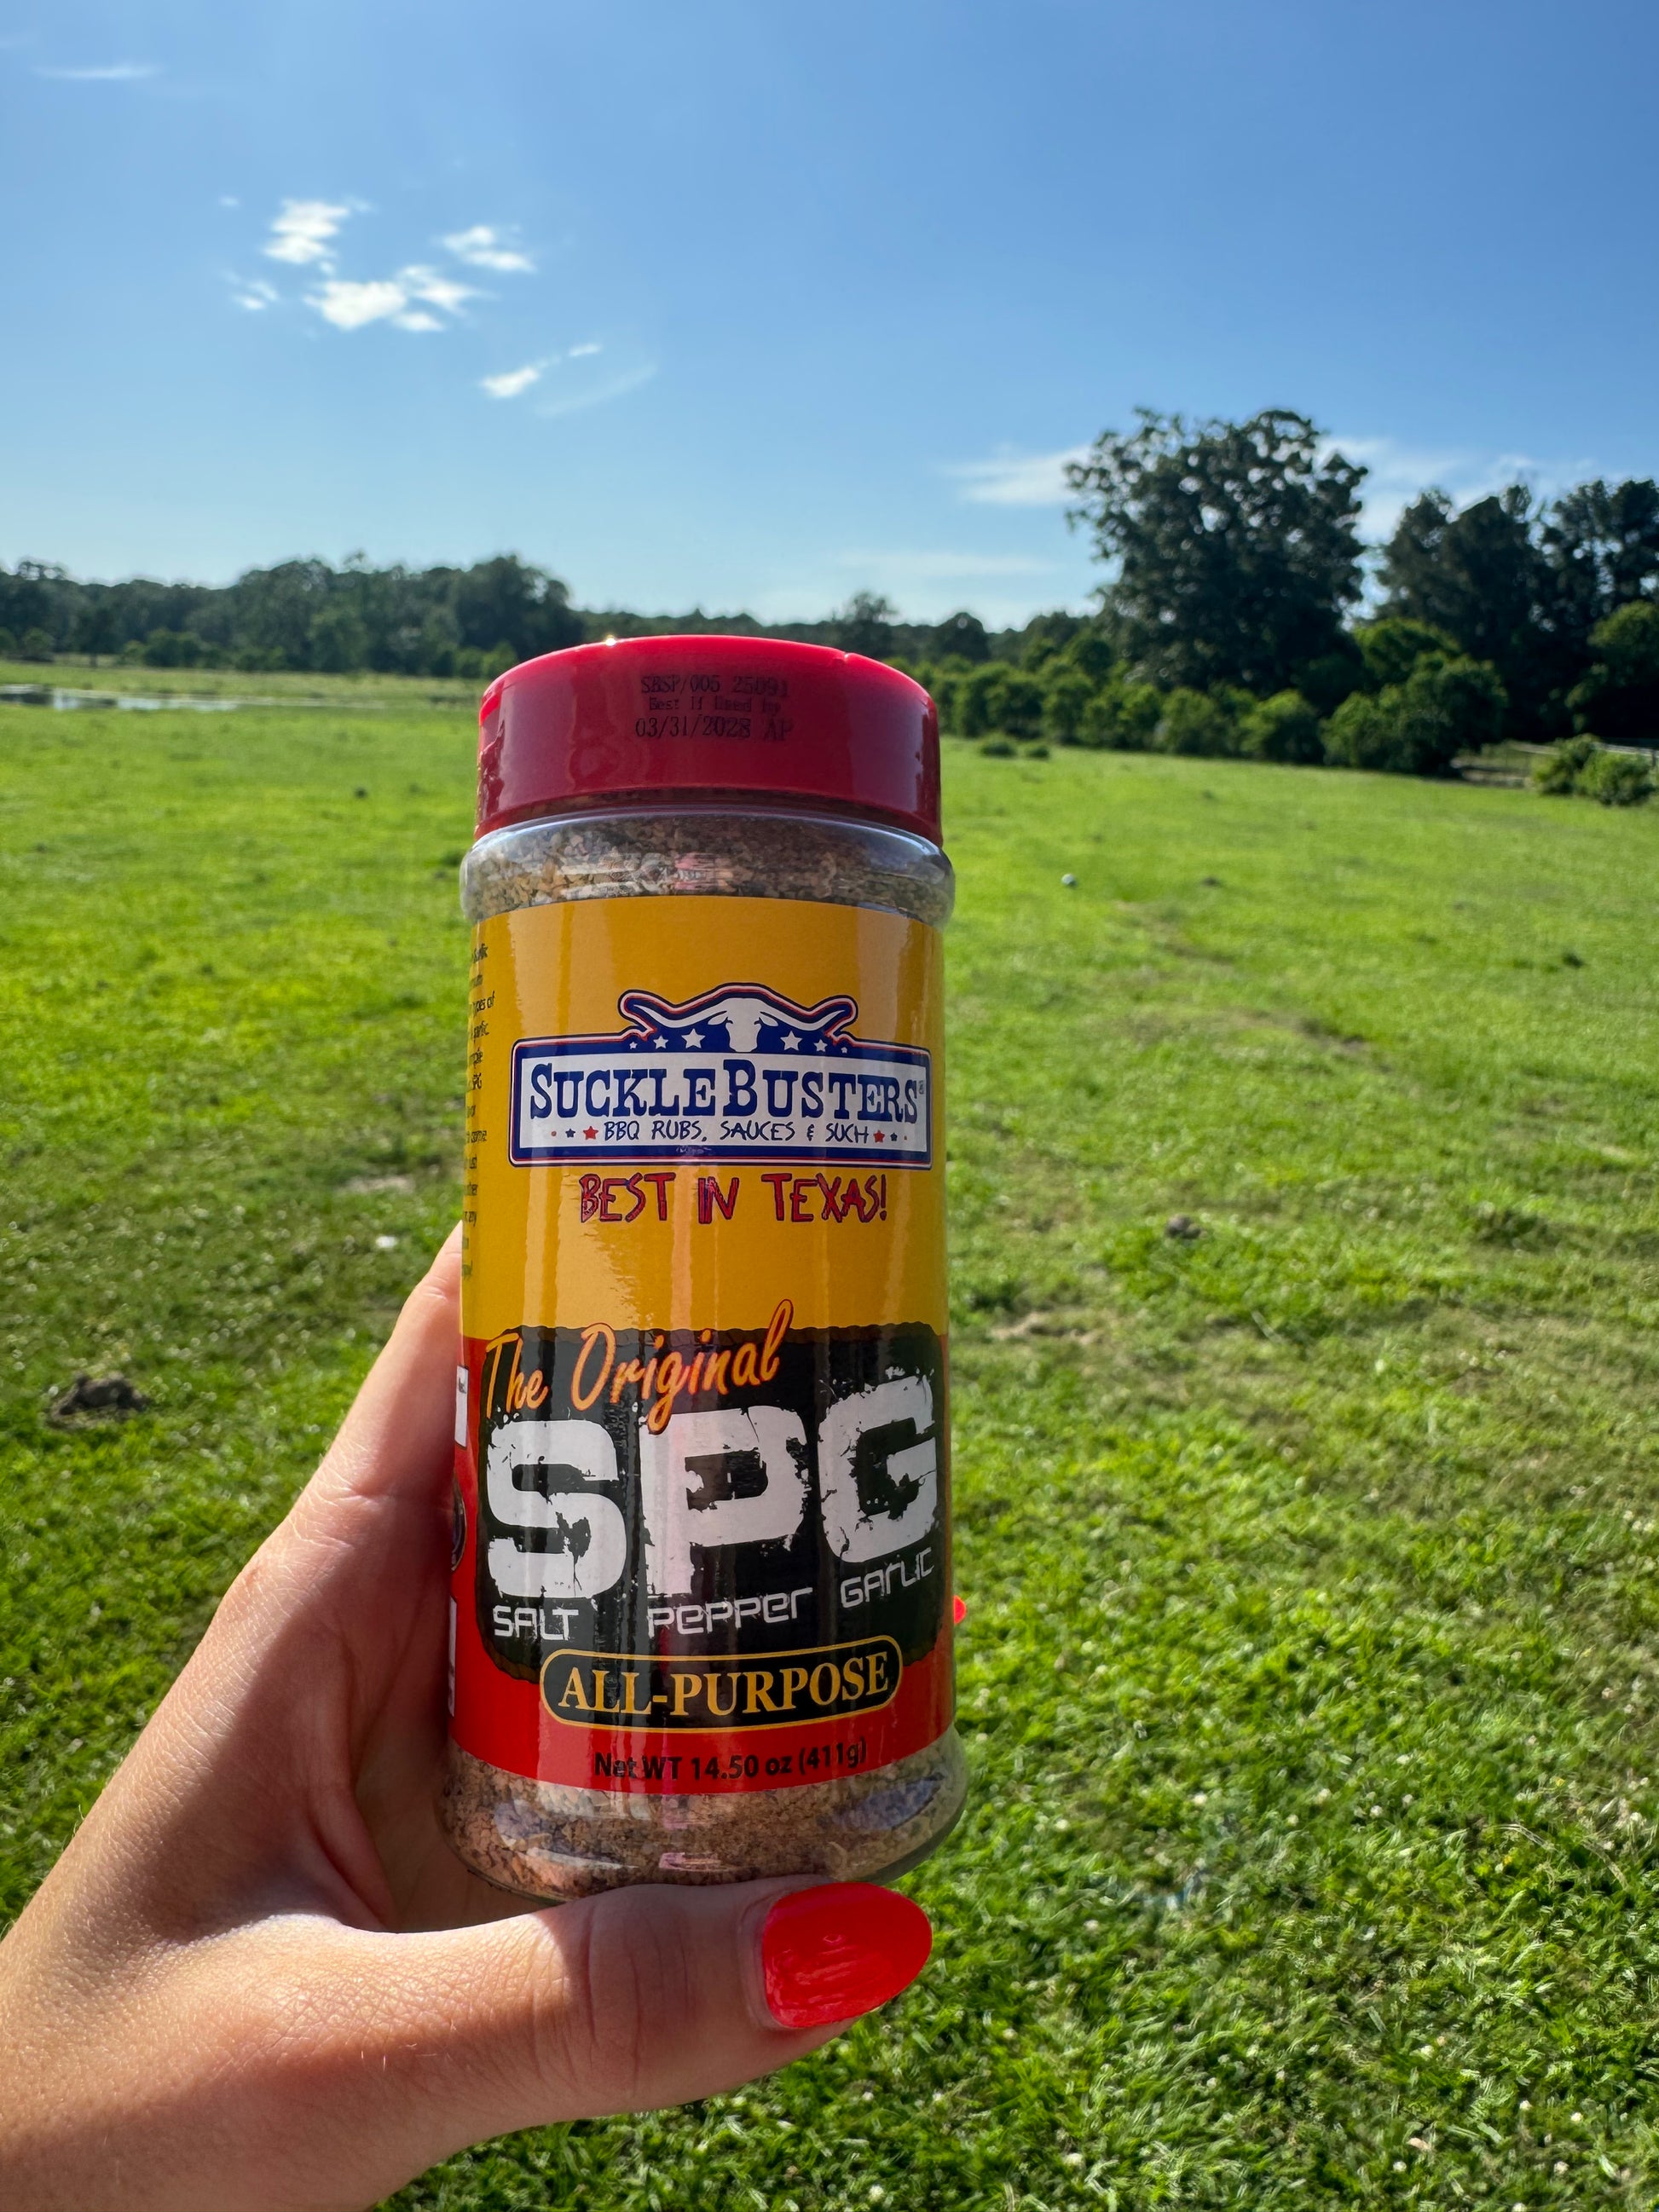 SBSP/005 25091
Best If Used by
03/31/2028 AP
SUCKLEBUSTERS®
BBQ RUBS, SAUCES & SUCH
BEST IN TEXAS!
The Original
SPG
SALT PEPPER GARLIC
ALL-PURPOSE
Net WT 14.50 oz (411g)